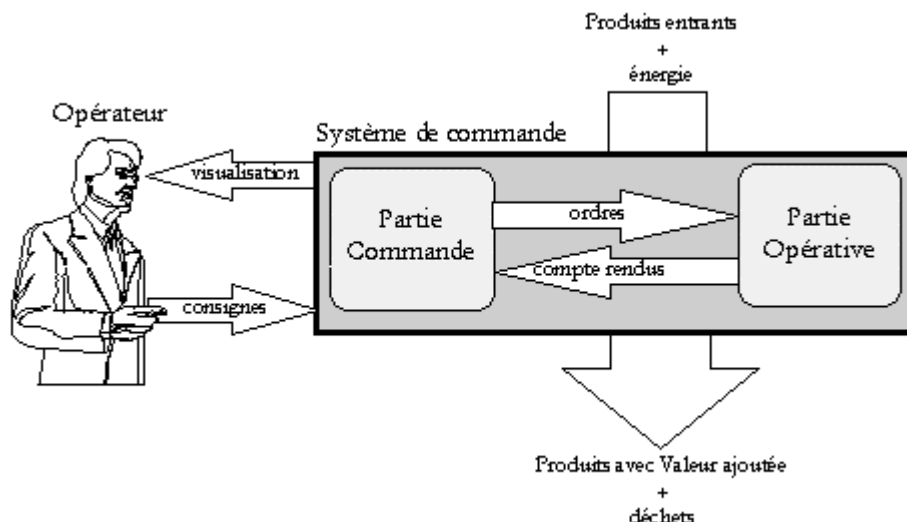 Produits entrants
+
énergie
Opérateur
Système de commande
visualisation
Partie
Commande
ordres
Partie
Opérative
compte rendus
consignes
Produits avec Valeur ajoutée
+
déchets